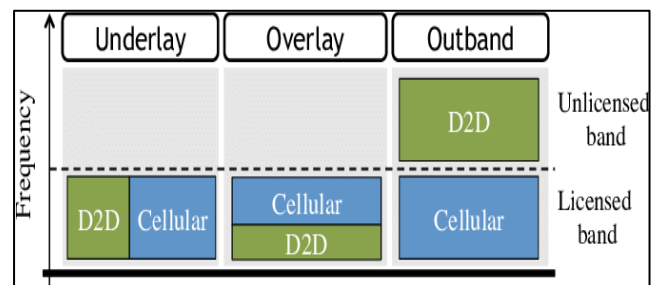 Underlay
Overlay
Outband
Frequency
D2D
Unlicensed
band
D2D
Cellular
Cellular
D2D
Cellular
Licensed
band